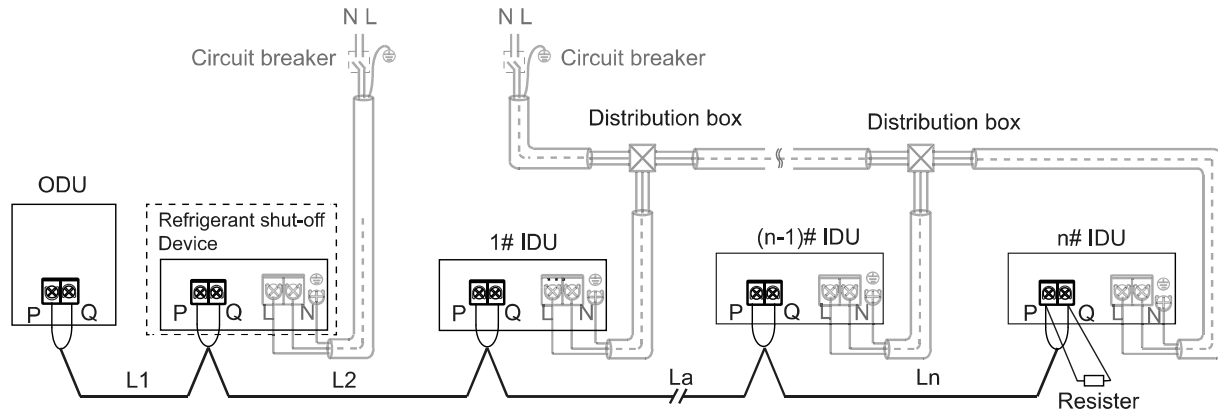 N L
N L
Circuit breaker
Circuit breaker
Distribution box
Distribution box
ODU
Refrigerant shut-off
Device
1# IDU
(n-1)# IDU
n# IDU
P Q
P Q L N
P Q L N
P Q L N
P Q L N
L1
L2
La
Ln
Resister